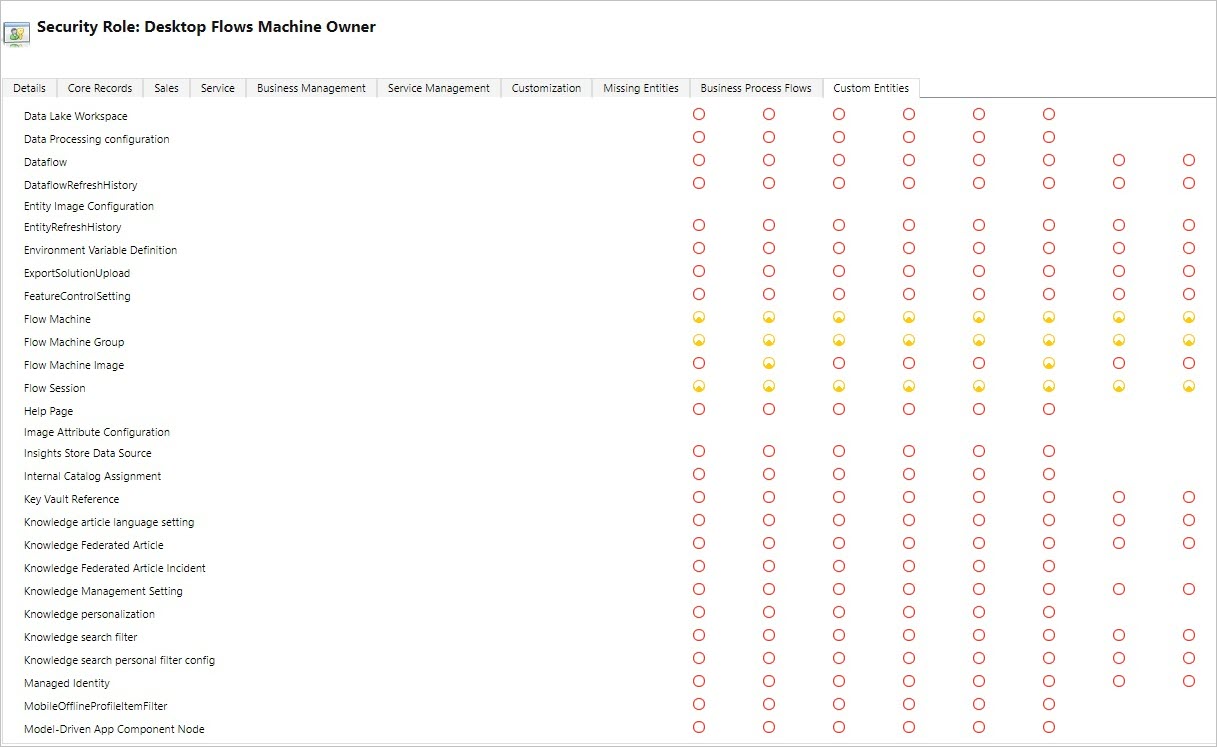 Security Role: Desktop Flows Machine Owner
Details Core Records Sales Service Business Management Service Management Customization Missing Entities Business Process Flows Custom Entities
Data Lake Workspace
Data Processing configuration
Dataflow
DataflowRefreshHistory
Entity Image Configuration
EntityRefreshHistory
Environment Variable Definition
ExportSolutionUpload
FeatureControlSetting
Flow Machine
Flow Machine Group
Flow Machine Image
Flow Session
Help Page
Image Attribute Configuration
Insights Store Data Source
Internal Catalog Assignment
Key Vault Reference
Knowledge article language setting
Knowledge Federated Article
Knowledge Federated Article Incident
Knowledge Management Setting
Knowledge personalization
Knowledge search filter
Knowledge search personal filter config
Managed Identity
MobileOfflineProfileItemFilter
Model-Driven App Component Node